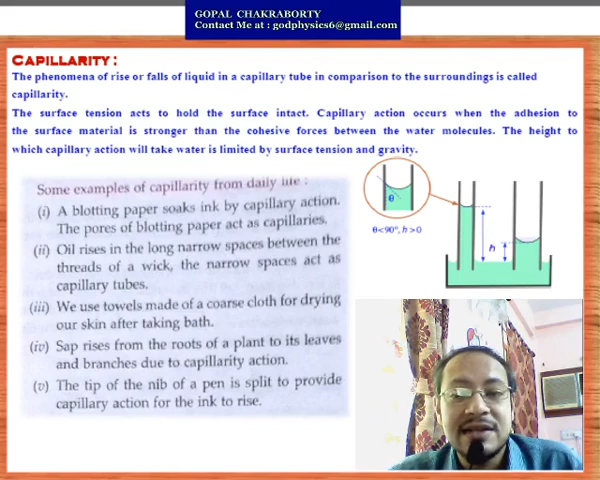 GOPAL CHAKRABORTY
Contact Me at : godphysics6@gmail.com
CAPILLARITY :
The phenomena of rise or falls of liquid in a capillary tube in comparison to the surroundings is called
capillarity.
The surface tension acts to hold the surface intact. Capillary action occurs when the adhesion to
the surface material is stronger than the cohesive forces between the water molecules. The height to
which capillary action will take water is limited by surface tension and gravity.
Some examples of capillarity from daily life :
(i) A blotting paper soaks ink by capillary action.
The pores of blotting paper act as capillaries.
(ii) Oil rises in the long narrow spaces between the
threads of a wick, the narrow spaces act as
capillary tubes.
(iii) We use towels made of a coarse cloth for drying
our skin after taking bath.
(iv) Sap rises from the roots of a plant to its leaves
and branches due to capillarity action.
(v) The tip of the nib of a pen is split to provide
capillary action for the ink to rise.
θ
θ<90°, h>0
h